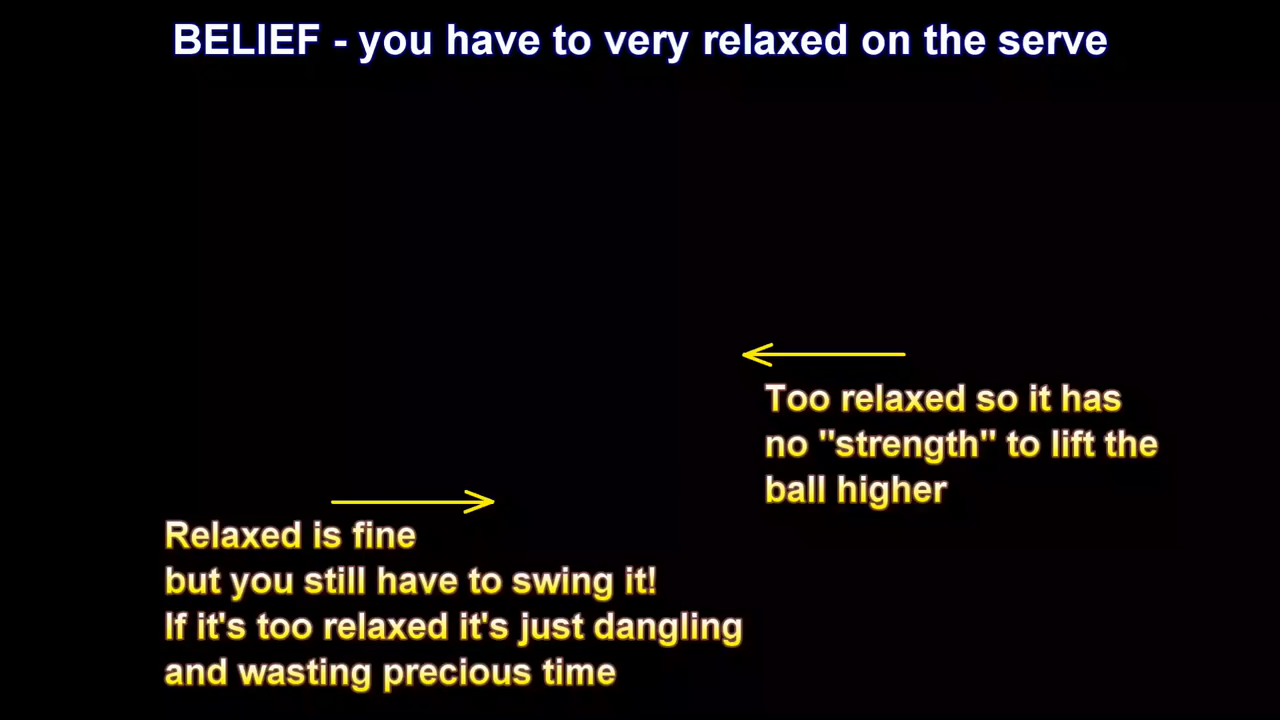 BELIEF - you have to very relaxed on the serve
Too relaxed so it has
no "strength" to lift the
ball higher
Relaxed is fine
but you still have to swing it!
If it's too relaxed it's just dangling
and wasting precious time